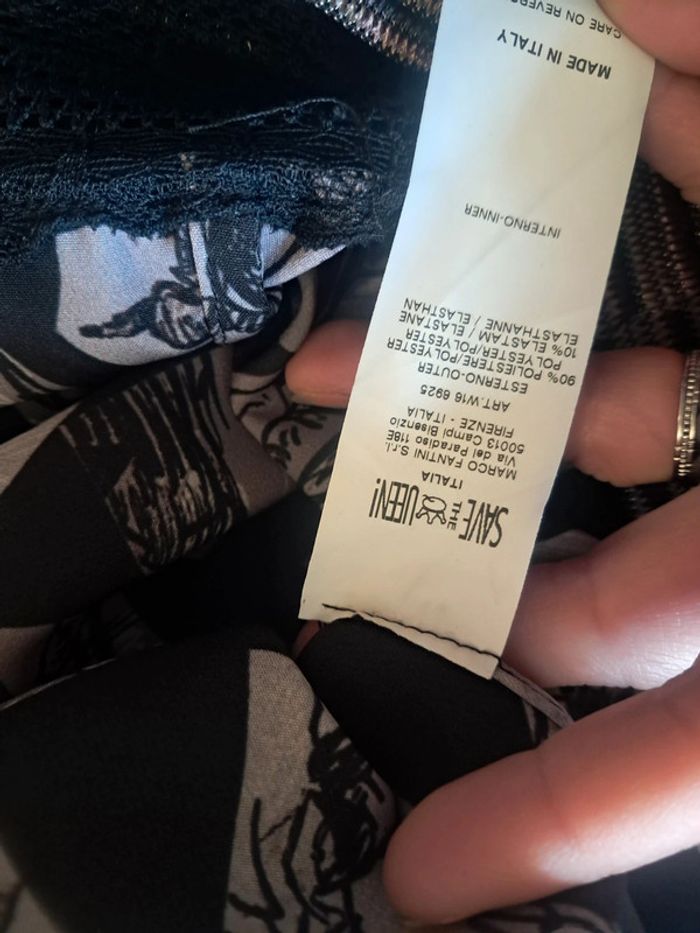 SAVE THE QUEEN!
ITALIA
MARCO FANTINI S.r.l.
Via del Paradiso 118E
50013 Campi Bisenzio
FIRENZE - ITALIA
ART.W16 6925
ESTERNO-OUTER
90% POLIESTERE/POLYESTER
POLYESTER/POLYESTER
10% ELASTAM / ELASTANE
ELASTHANNE / ELASTHAN
INTERNO-INNER
MADE IN ITALY
CARE ON REVERS